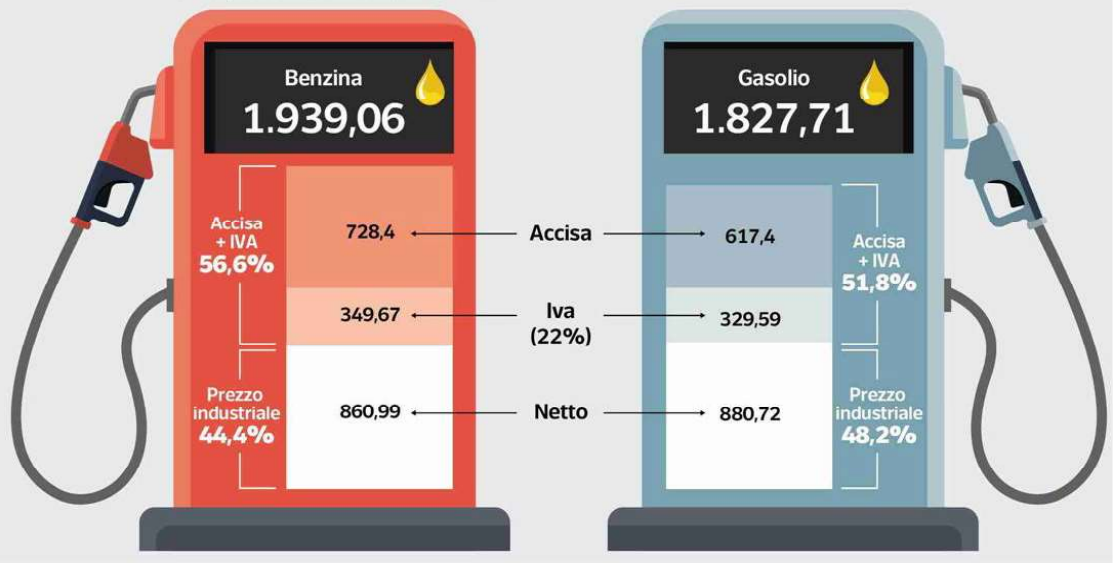 Benzina
1.939,06
Accisa
+ IVA
56,6%
728,4
349,67
Prezzo
industriale
44,4%
860,99
Accisa
Iva
(22%)
Netto
Gasolio
1.827,71
617,4
Accisa
+ IVA
51,8%
329,59
880,72
Prezzo
industriale
48,2%